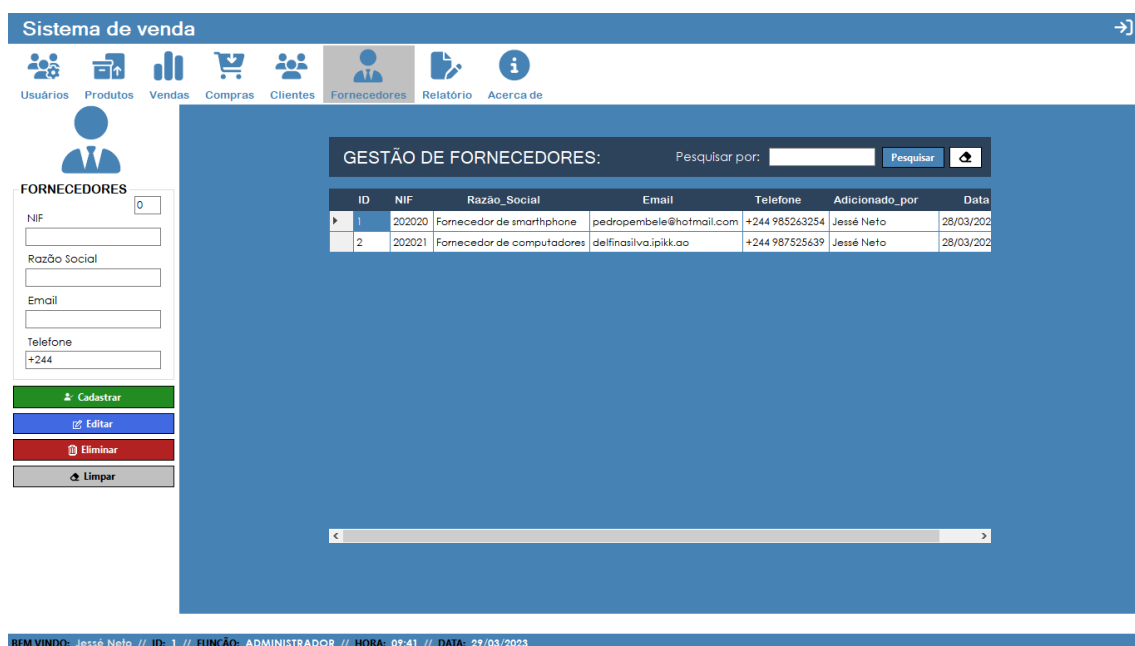 Sistema de venda
Usuários Produtos Vendas Compras Clientes Fornecedores Relatório Acerca de
FORNECEDORES
0
NIF
Razão Social
Email
Telefone
+244
Cadastrar
Editar
Eliminar
Limpar
GESTÃO DE FORNECEDORES: Pesquisar por: Pesquisar
ID NIF Razão_Social Email Telefone Adicionado_por Data
1 202020 Fornecedor de smarthphone pedropembele@hotmail.com +244 985263254 Jessé Neto 28/03/202
2 202021 Fornecedor de computadores delfinasilva.ipikk.ao +244 987525639 Jessé Neto 28/03/202
BEM VINDO: Jessé Neto // ID: 1 // FUNCÃO: ADMINISTRADOR // HORA: 09:41 // DATA: 29/03/2023